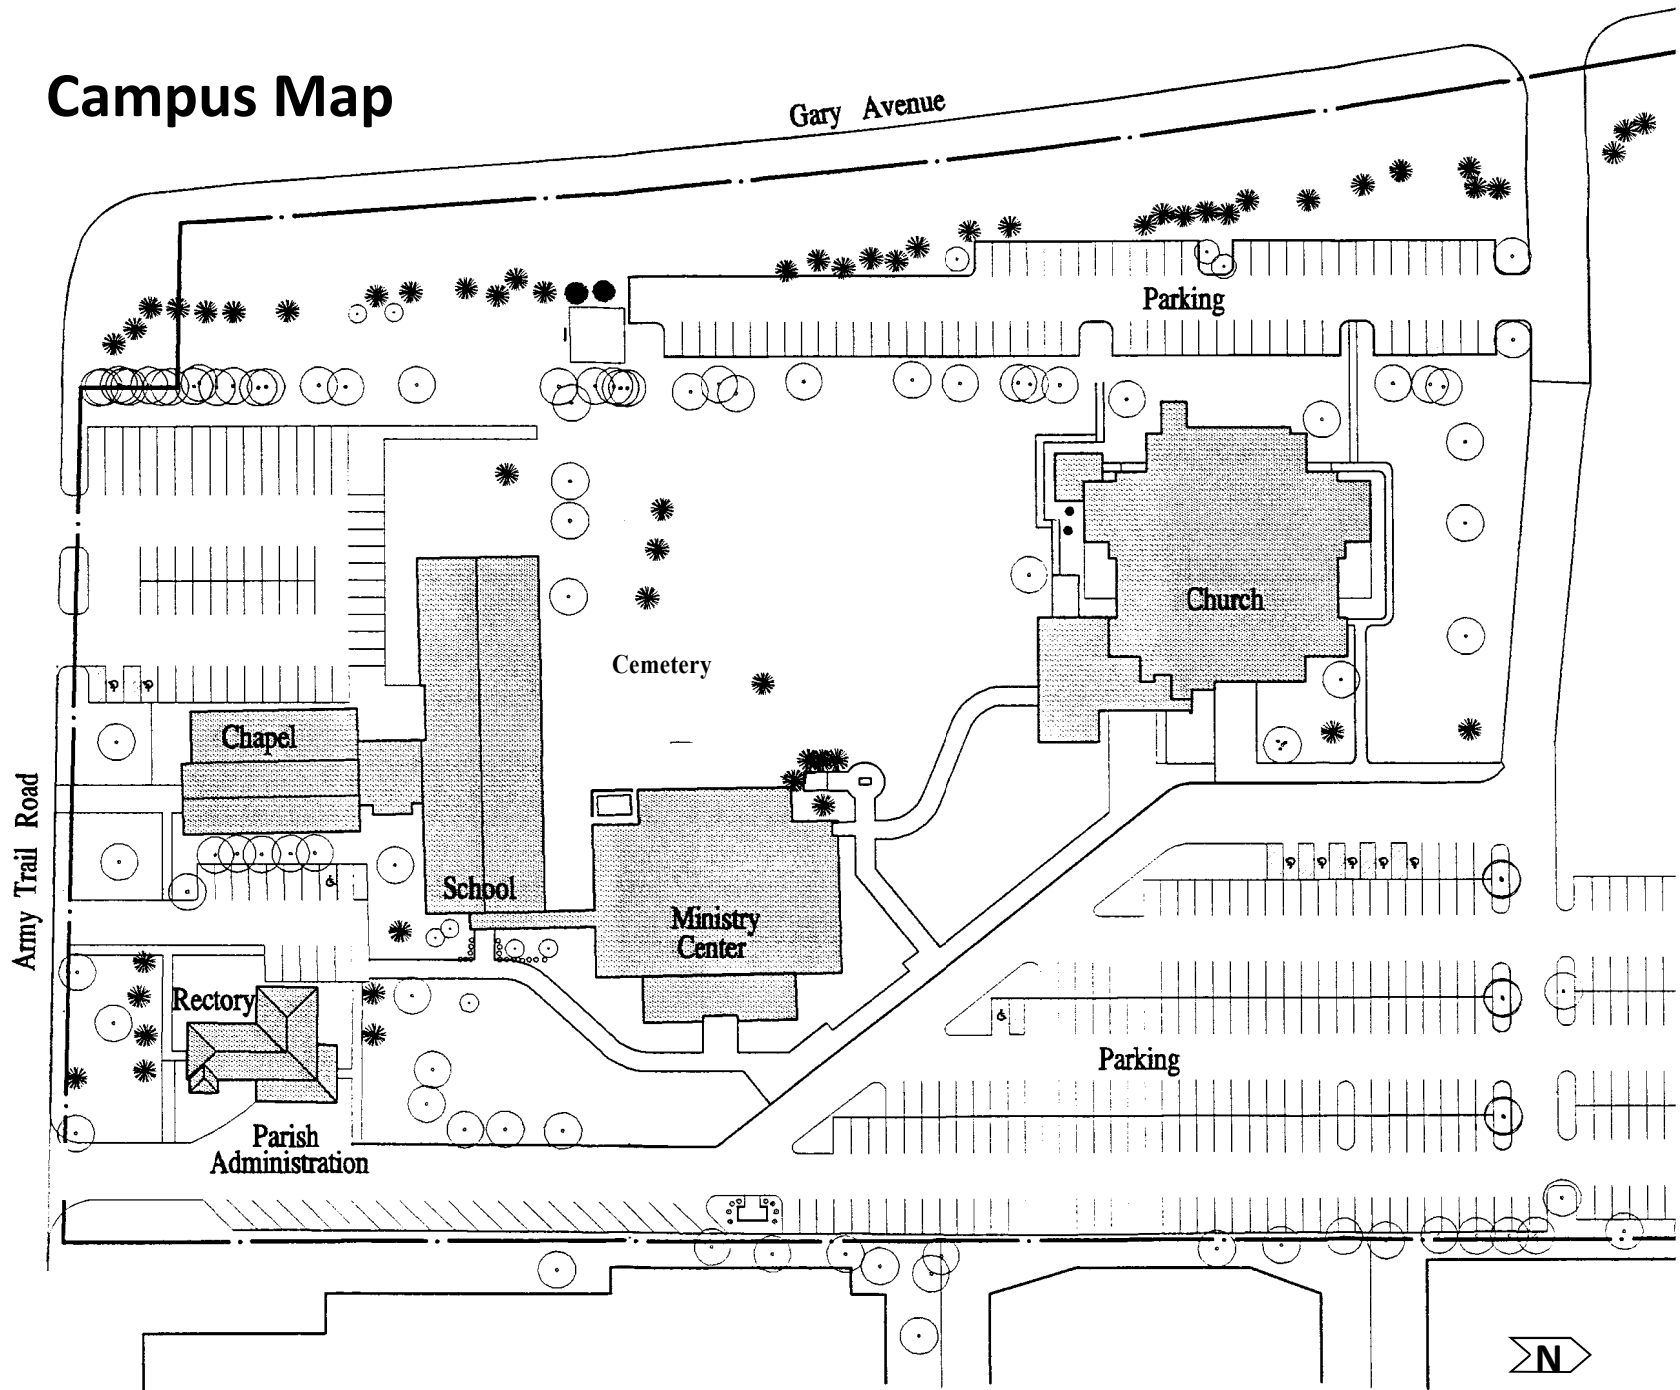 Campus Map
Gary Avenue
Parking
Church
Cemetery
Chapel
Army Trail Road
School
Ministry
Center
Rectory
Parking
Parish
Administration
N